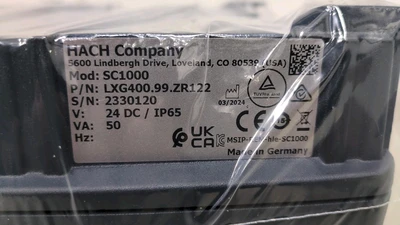 HACH Company
5600 Lindbergh Drive, Loveland, CO 80539 (USA)
Mod: SC1000
P/N: LXG400.99.ZR122
S/N: 2330120
V: 24 DC / IP65
VA: 50
Hz:
03/2024
CE
UK
CA
Made in Germany